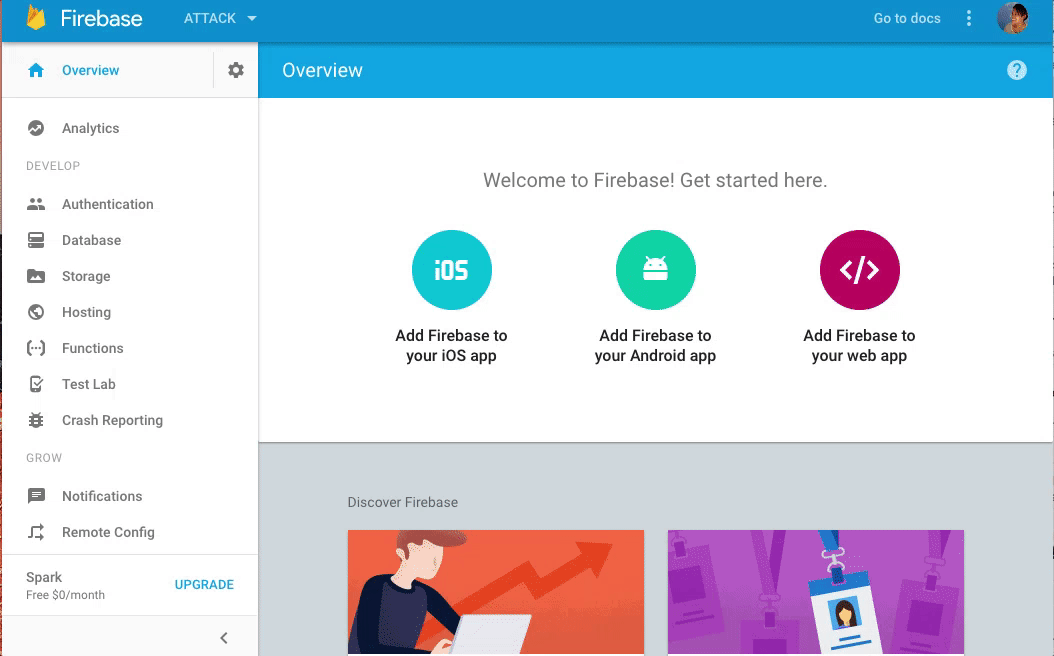 Firebase
ATTACK
Go to docs
Overview
Overview
?
Analytics
DEVELOP
Authentication
Database
Storage
Hosting
Functions
Test Lab
Crash Reporting
GROW
Notifications
Remote Config
Spark
Free $0/month
UPGRADE
Welcome to Firebase! Get started here.
iOS
</>
Add Firebase to
your iOS app
Add Firebase to
your Android app
Add Firebase to
your web app
Discover Firebase